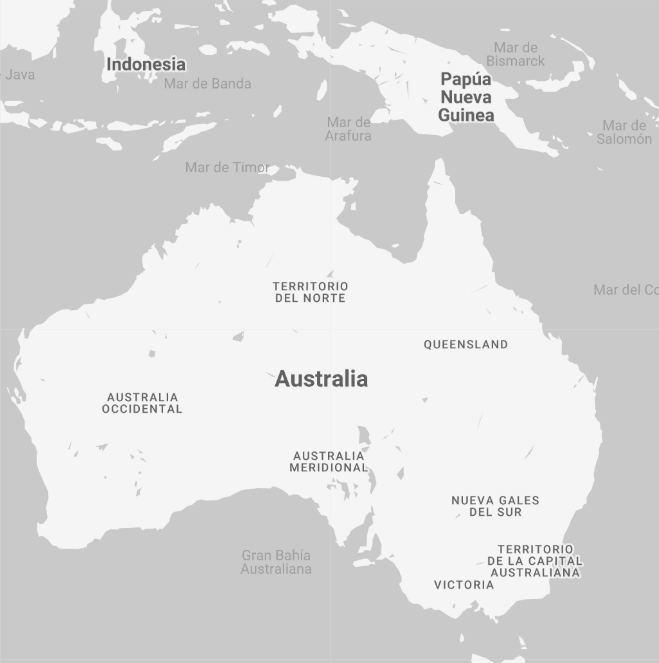 Indonesia
Java
Mar de Banda
Mar de
Bismarck
Papúa
Nueva
Guinea
Mar de
Arafura
Mar de
Salomón
Mar de Timor
TERRITORIO
DEL NORTE
Mar del Co
QUEENSLAND
Australia
AUSTRALIA
OCCIDENTAL
AUSTRALIA
MERIDIONAL
NUEVA GALES
DEL SUR
Gran Bahía
Australiana
TERRITORIO
DE LA CAPITAL
AUSTRALIANA
VICTORIA